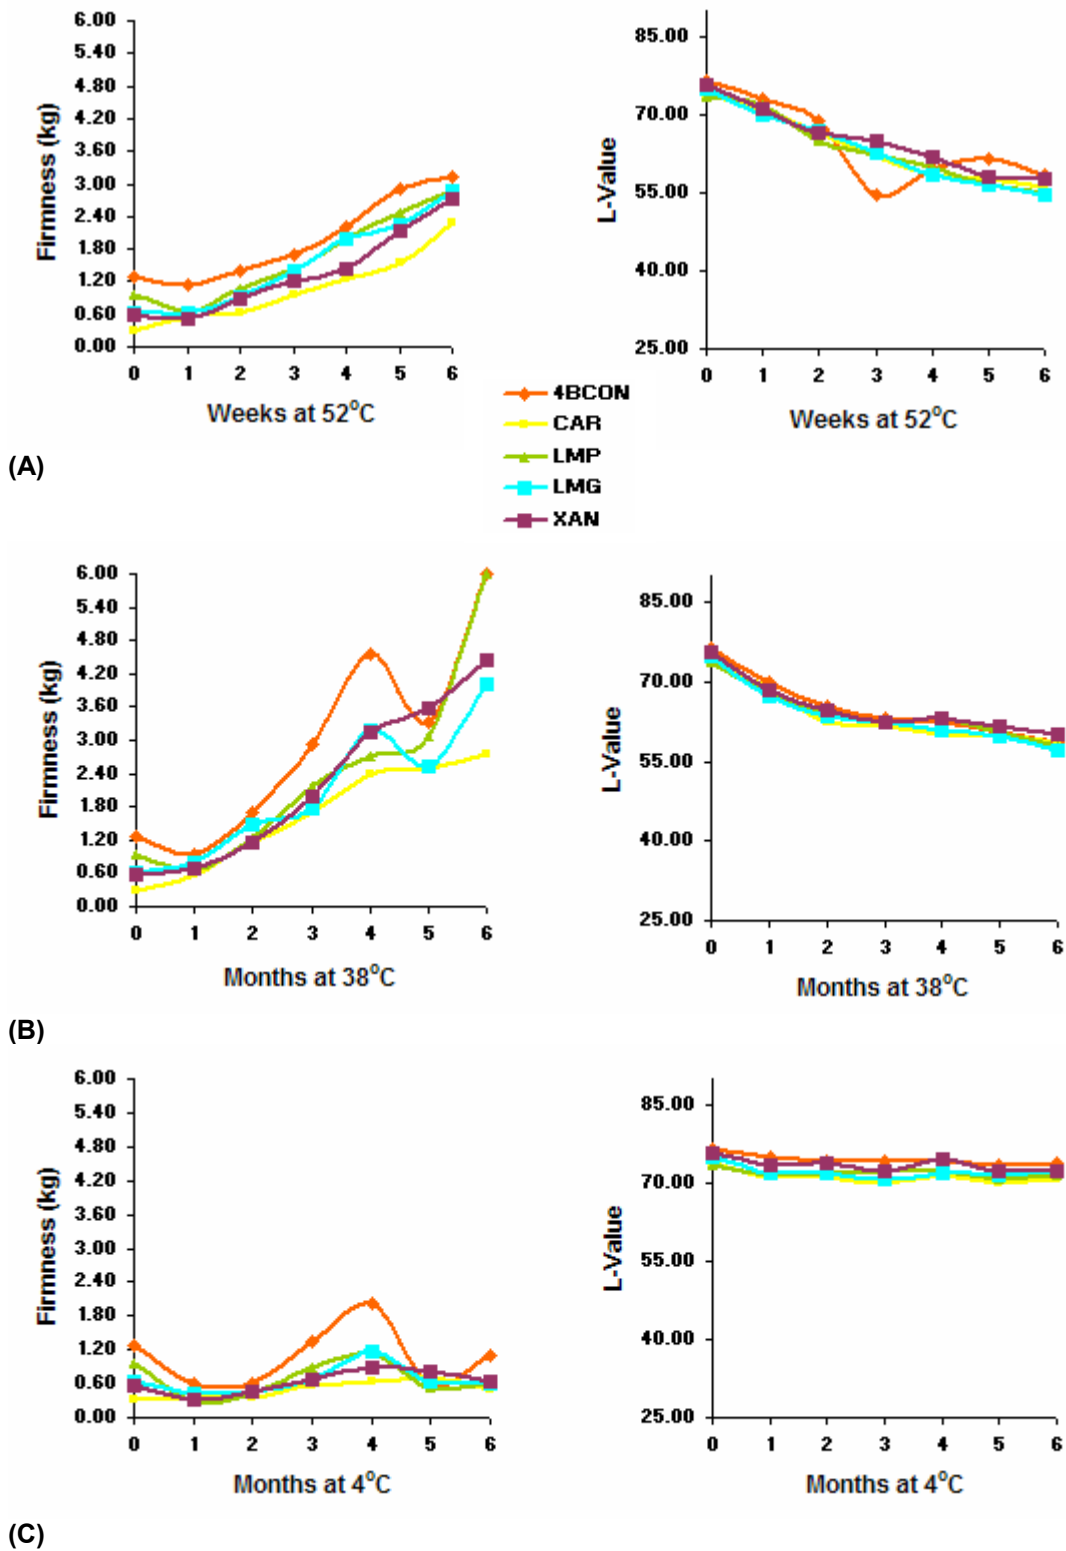 6.00
5.40
4.80
4.20
3.60
3.00
2.40
1.80
1.20
0.60
0.00
Firmness (kg)
0 1 2 3 4 5 6
Weeks at 52°C
85.00
70.00
55.00
40.00
25.00
L-Value
0 1 2 3 4 5 6
Weeks at 52°C
4BCON
CAR
LMP
LMG
XAN
(A)
6.00
5.40
4.80
4.20
3.60
3.00
2.40
1.80
1.20
0.60
0.00
Firmness (kg)
0 1 2 3 4 5 6
Months at 38°C
85.00
70.00
55.00
40.00
25.00
L-Value
0 1 2 3 4 5 6
Months at 38°C
(B)
6.00
5.40
4.80
4.20
3.60
3.00
2.40
1.80
1.20
0.60
0.00
Firmness (kg)
0 1 2 3 4 5 6
Months at 4°C
85.00
70.00
55.00
40.00
25.00
L-Value
0 1 2 3 4 5 6
Months at 4°C
(C)